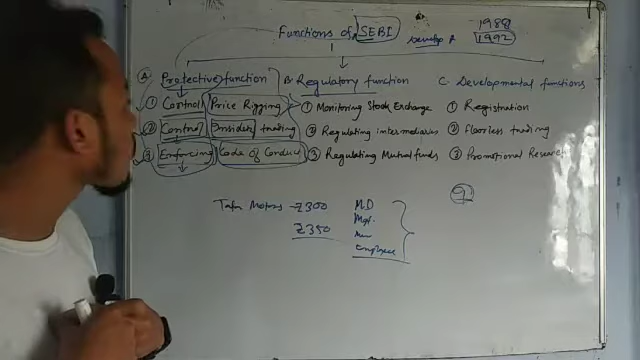 Functions of SEBI
1988
Develop
1992
A Protective function
① Control Price Rigging
② Control Insider trading
③ Enforcing Code of Conduct
B Regulatory function
① Monitoring Stock Exchange
② Regulating intermediaries
③ Regulating Mutual funds
C. Developmental functions
① Registration
② floorless trading
③ Promotional Research
Tata Motors - ₹300
₹350
M.D
Mgr.
employees